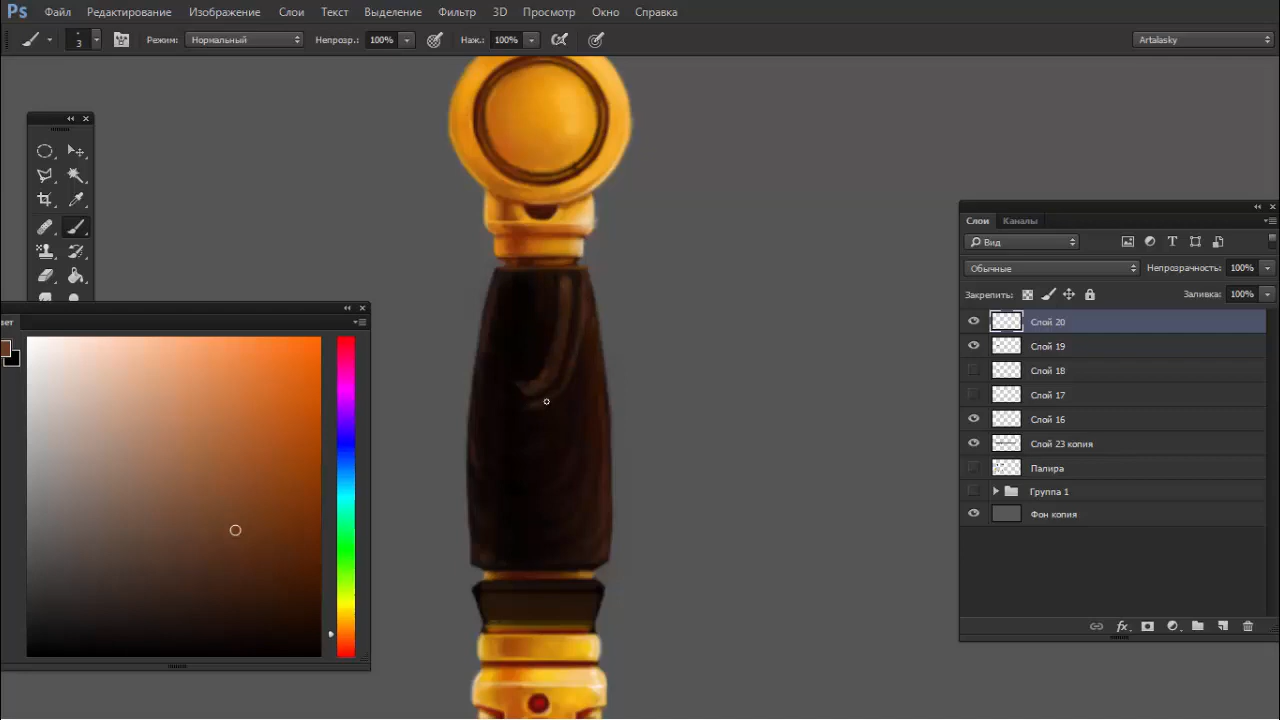 Ps Файл Редактирование Изображение Слои Текст Выделение Фильтр 3D Просмотр Окно Справка
3 Режим: Нормальный Непрозр.: 100% Наж.: 100% Artalasky
Слои Каналы
Вид
Обычные Непрозрачность: 100%
Закрепить: Заливка: 100%
вет
Слой 20
Слой 19
Слой 18
Слой 17
Слой 16
Слой 23 копия
Палира
Группа 1
Фон копия
fx